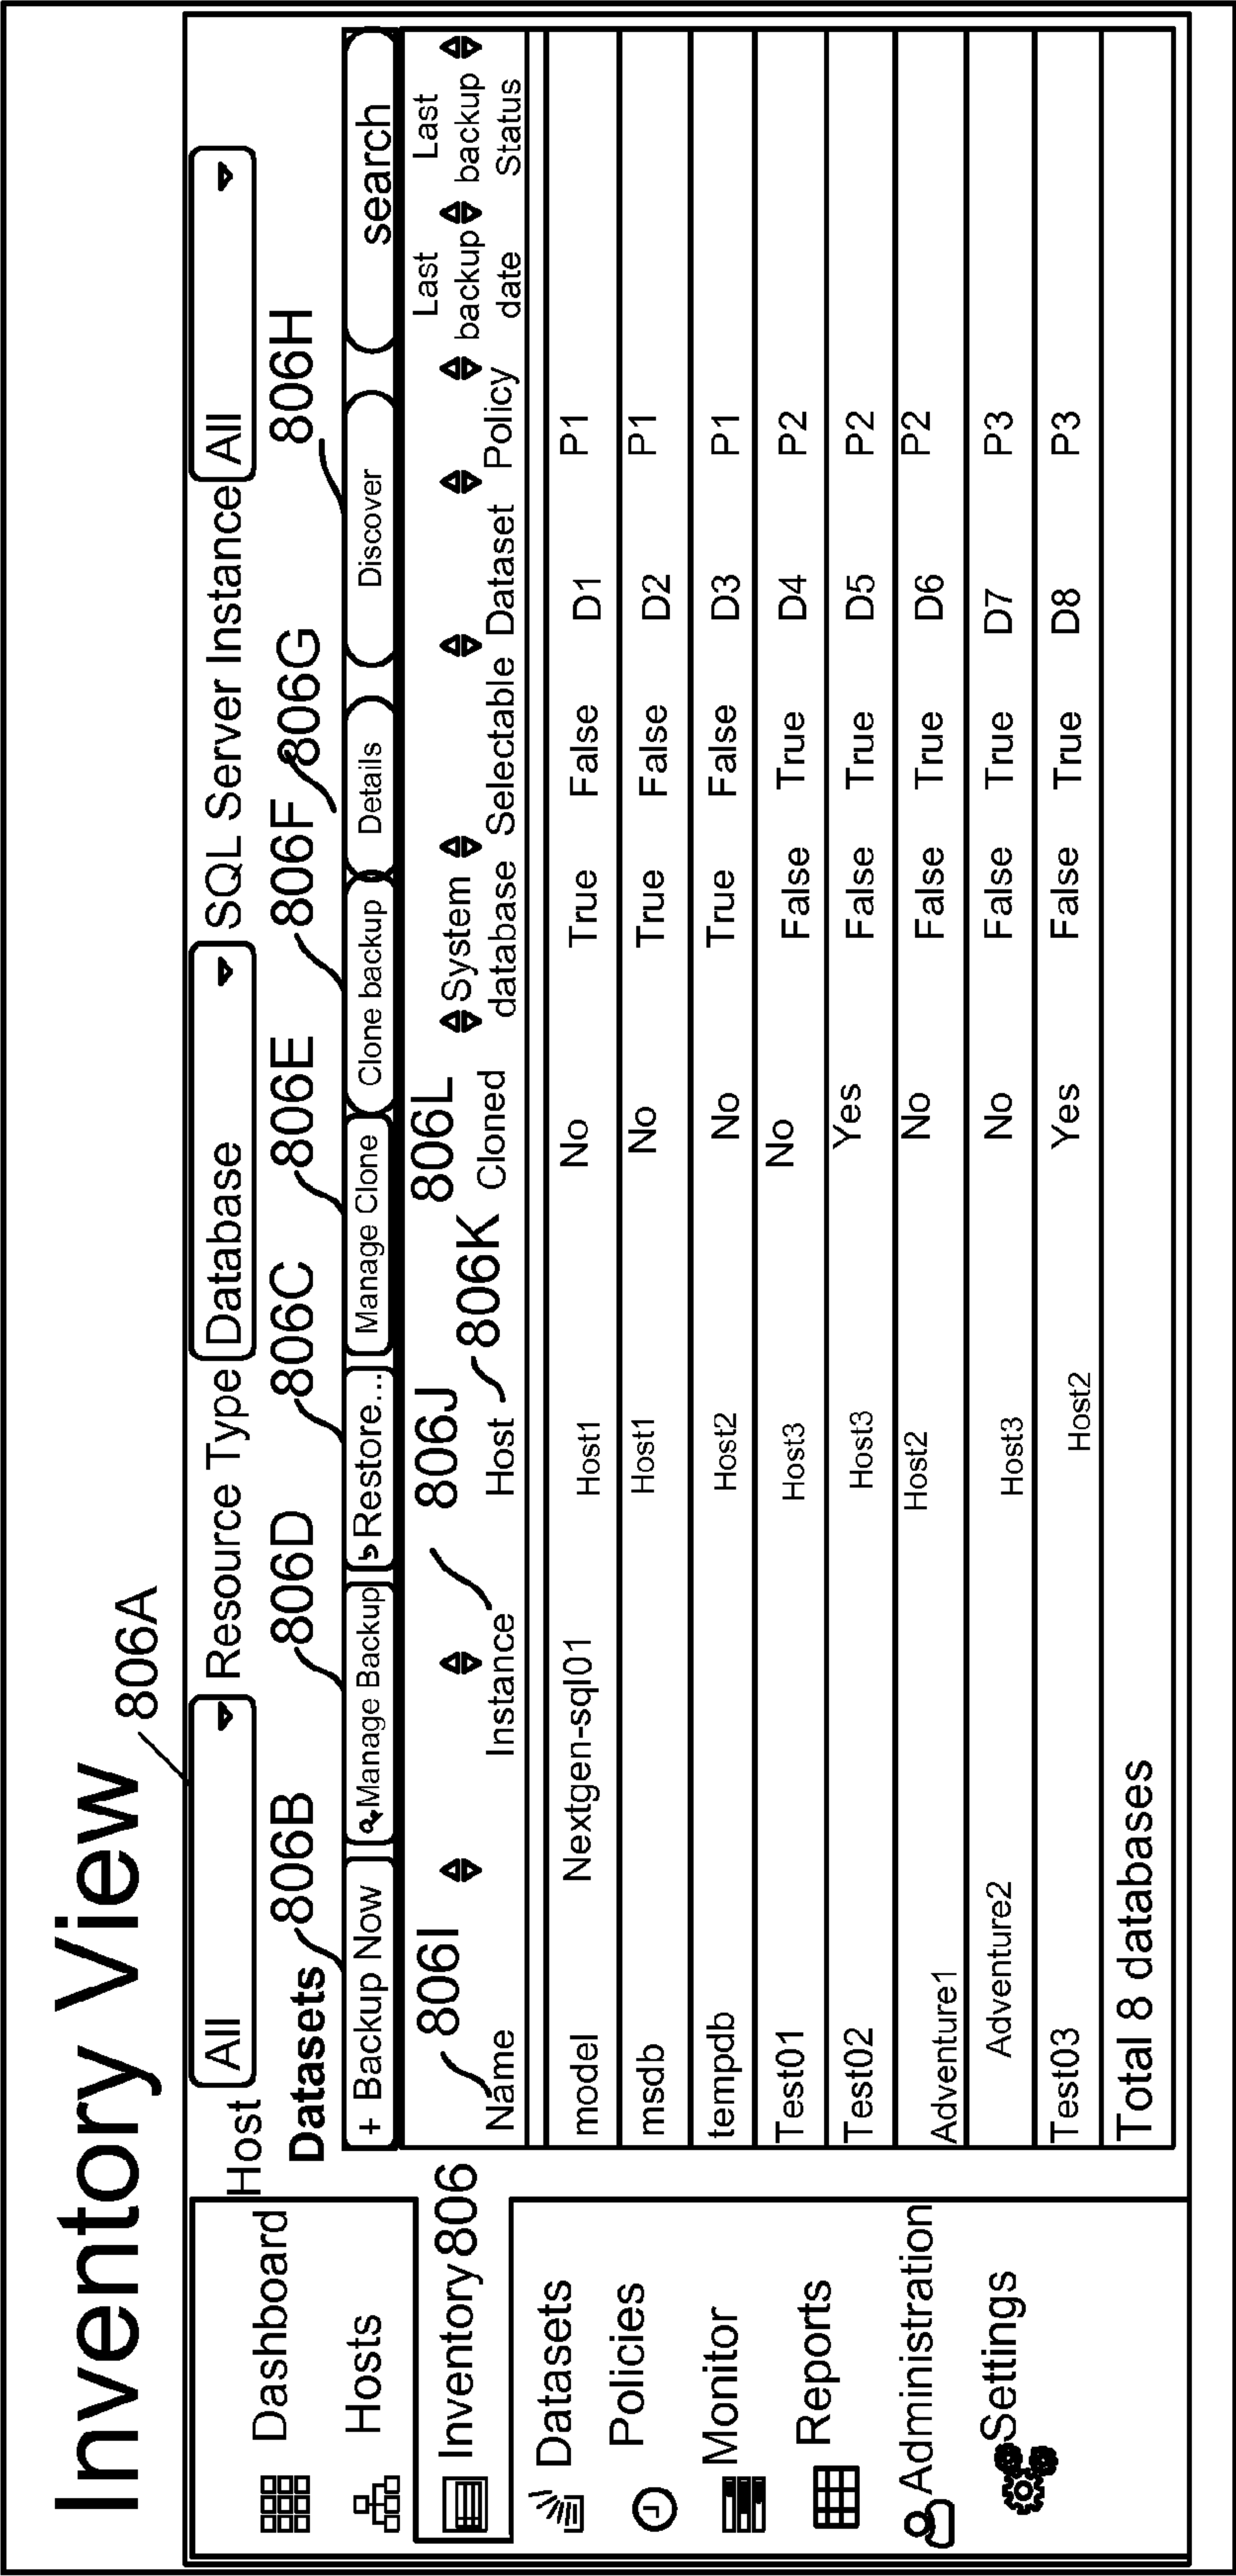 Inventory View
806A
Host All Resource Type Database SQL Server Instance All
Datasets 806B 806D 806C 806E 806F 806G 806H
+ Backup Now Manage Backup Restore... Manage Clone Clone backup Details Discover search
806I 806J 806K 806L
Name Instance Host Cloned System database Selectable Dataset Policy Last backup date Last backup Status
model Nextgen-sql01 Host1 No True False D1 P1
msdb Host1 No True False D2 P1
tempdb Host2 No True False D3 P1
Test01 Host3 No False True D4 P2
Test02 Host3 Yes False True D5 P2
Adventure1 Host2 No False True D6 P2
Adventure2 Host3 No False True D7 P3
Test03 Host2 Yes False True D8 P3
Total 8 databases
Dashboard
Hosts
Inventory 806
Datasets
Policies
Monitor
Reports
Administration
Settings